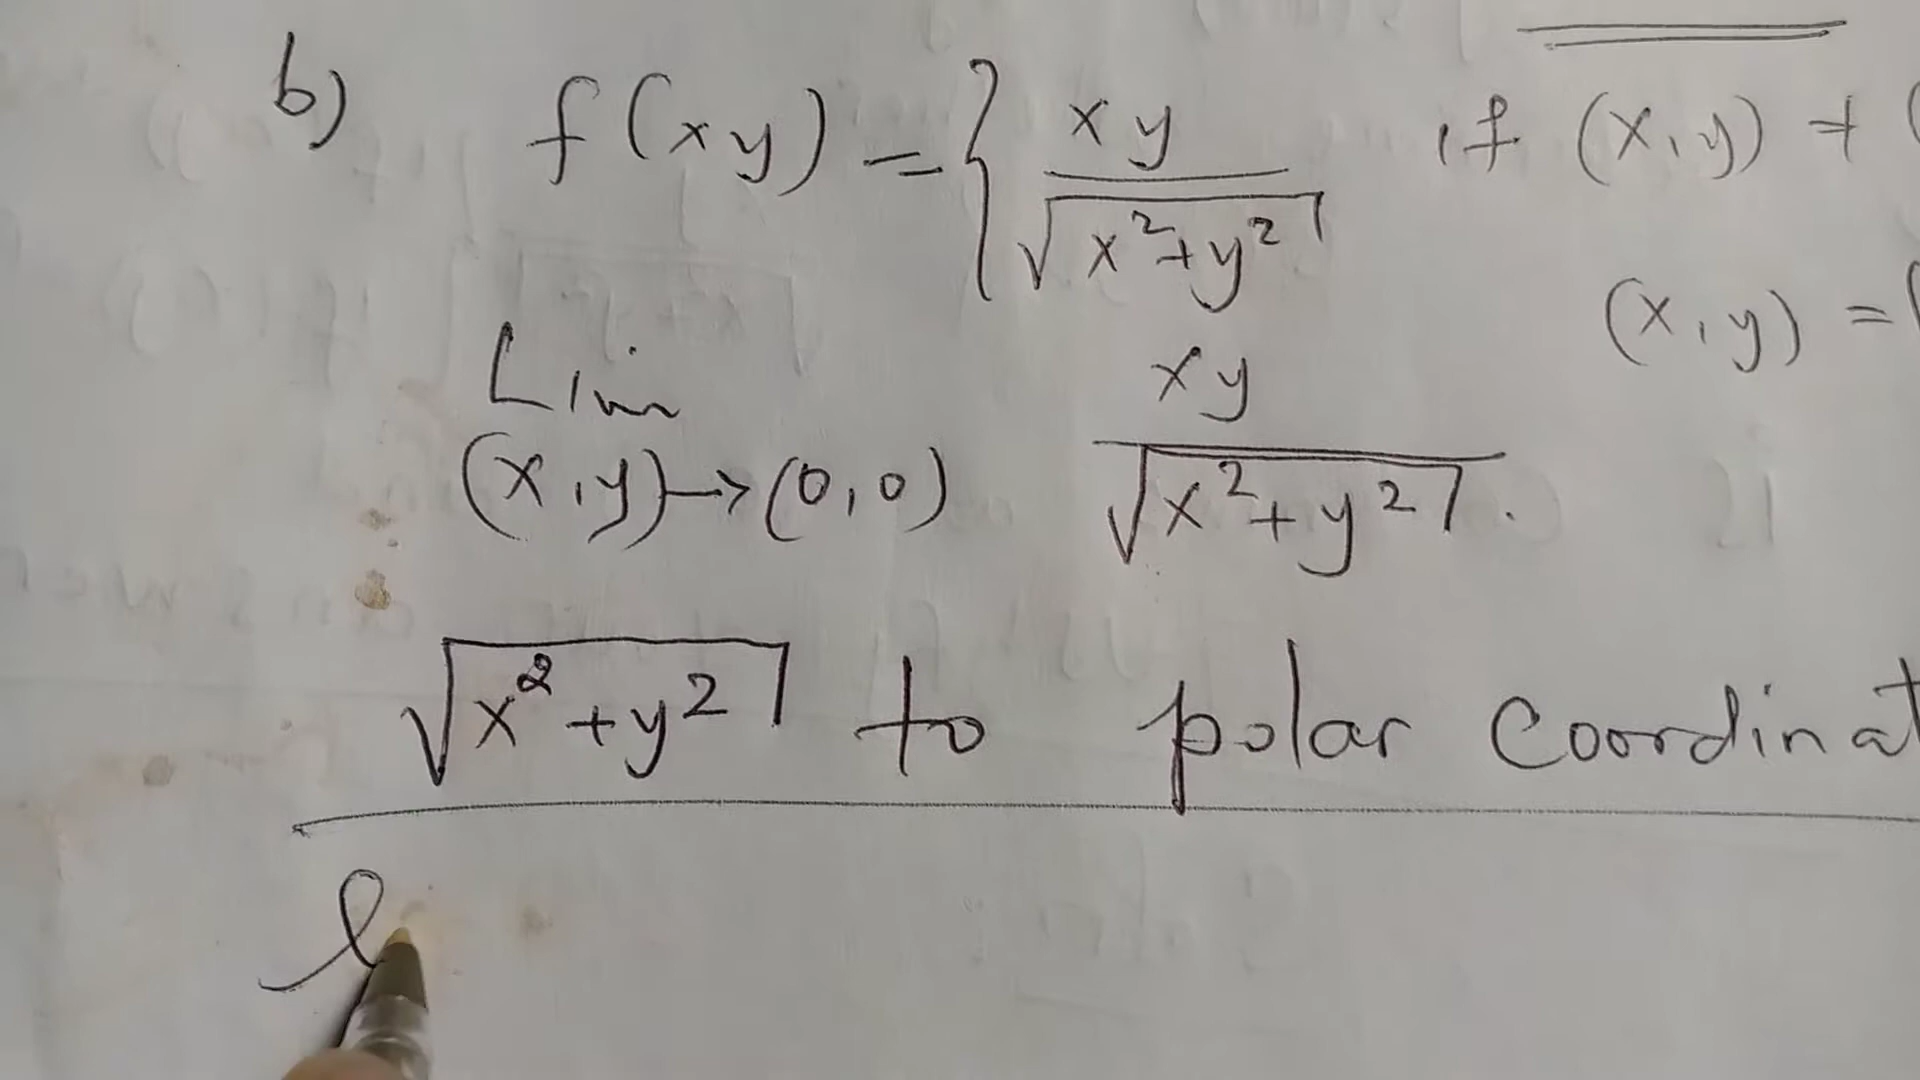 b) f(xy) = { xy / √x²+y² if (x,y) ≠
(x,y) =
Lim (x,y)→(0,0) xy / √x²+y².
√x²+y² to polar coordinat
l